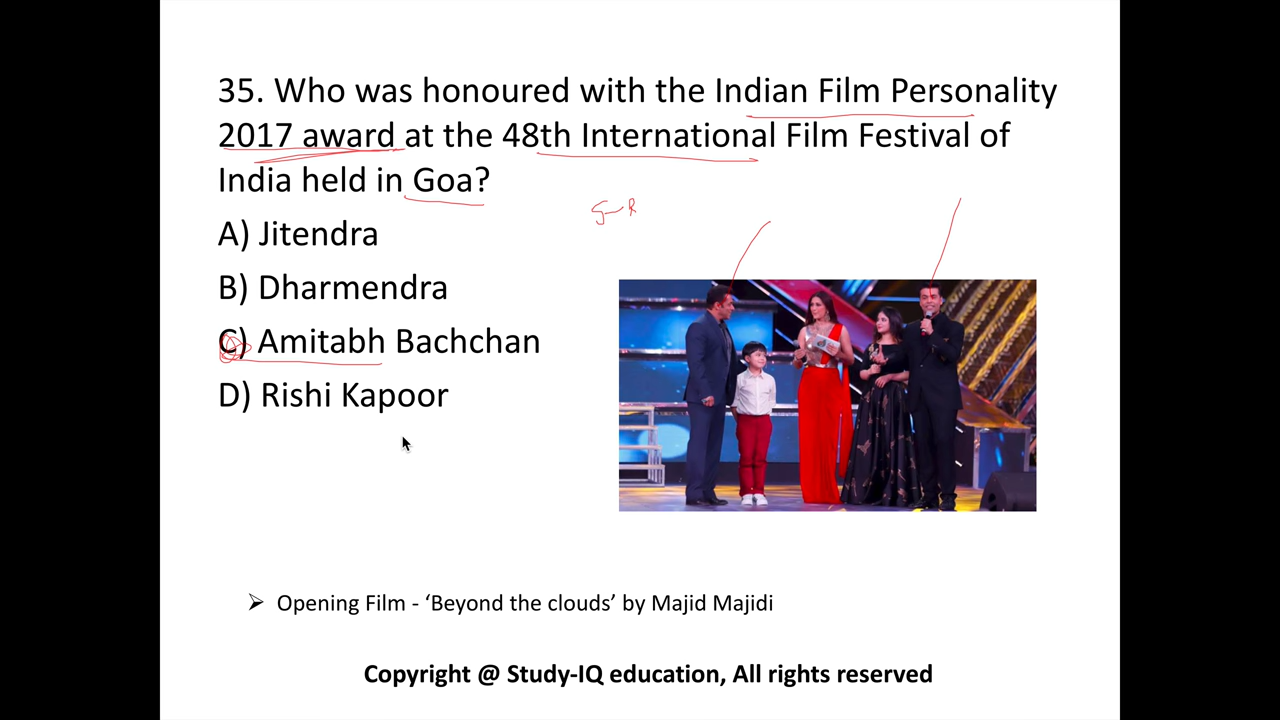 35. Who was honoured with the Indian Film Personality
2017 award at the 48th International Film Festival of
India held in Goa?
A) Jitendra
B) Dharmendra
C) Amitabh Bachchan
D) Rishi Kapoor
Opening Film - ‘Beyond the clouds’ by Majid Majidi
Copyright @ Study-IQ education, All rights reserved